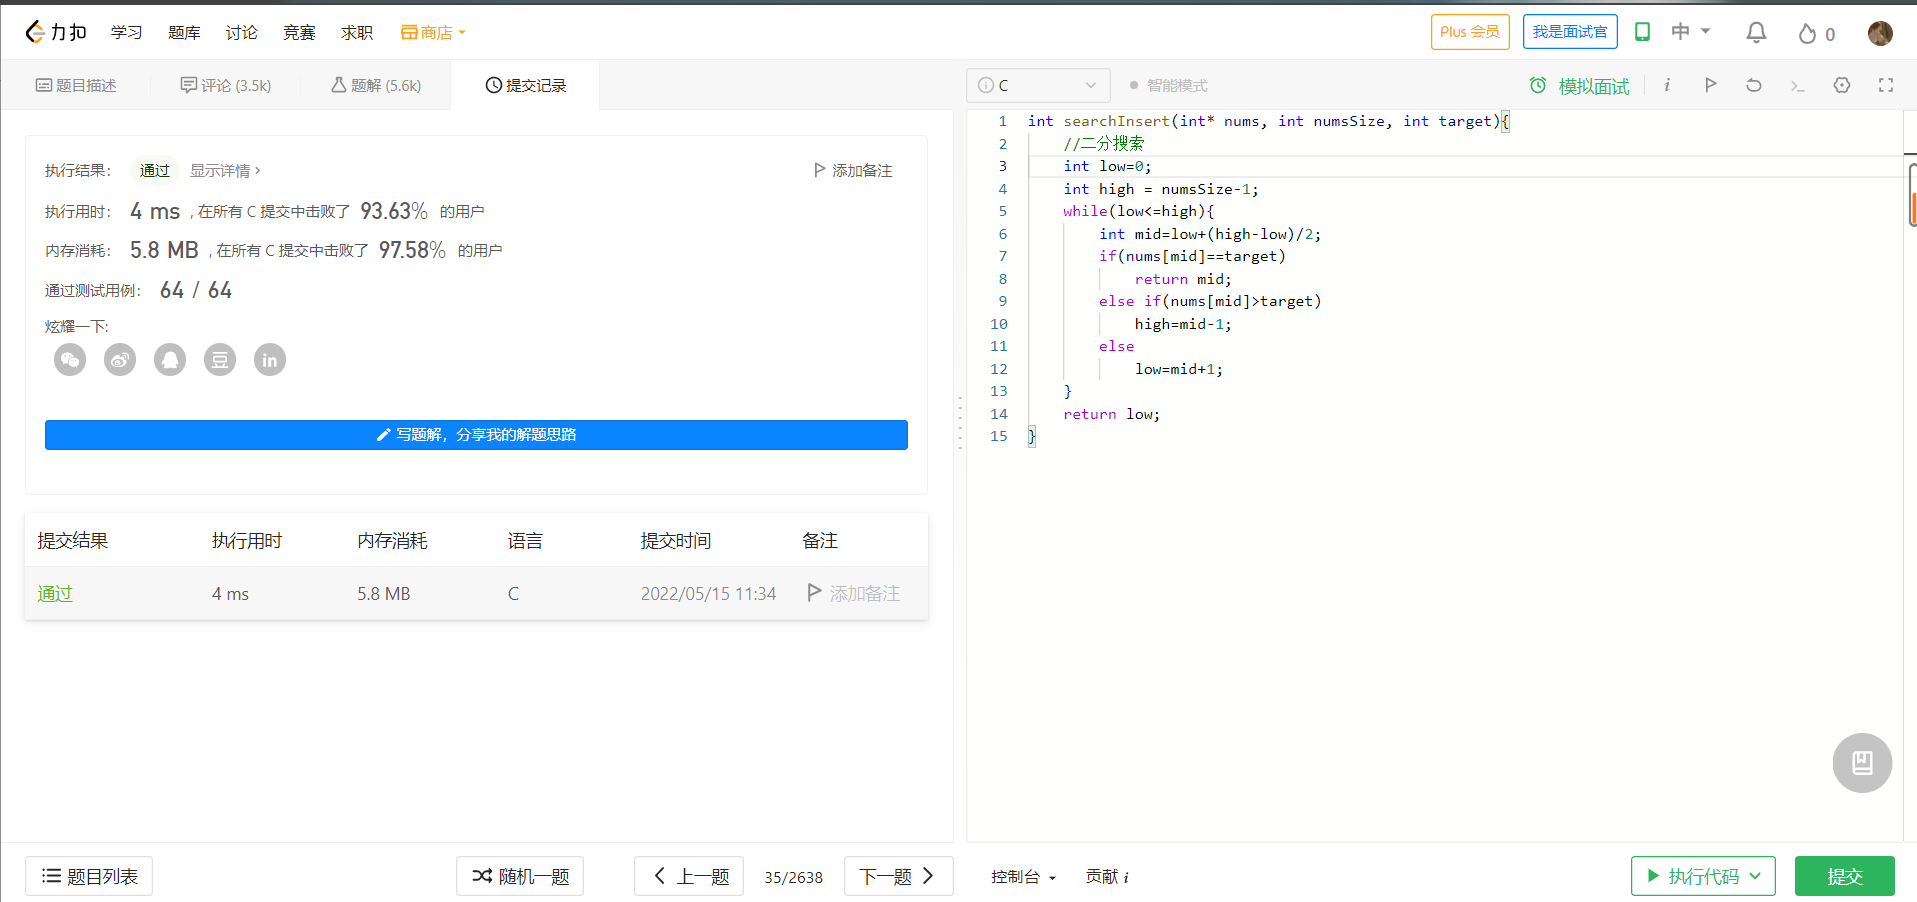 力扣 学习 题库 讨论 竞赛 求职 商店 Plus 会员 我是面试官 中 0
题目描述 评论 (3.5k) 题解 (5.6k) 提交记录
执行结果： 通过 显示详情 › 添加备注
执行用时： 4 ms , 在所有 C 提交中击败了 93.63% 的用户
内存消耗： 5.8 MB , 在所有 C 提交中击败了 97.58% 的用户
通过测试用例： 64 / 64
炫耀一下:
写题解，分享我的解题思路
提交结果 执行用时 内存消耗 语言 提交时间 备注
通过 4 ms 5.8 MB C 2022/05/15 11:34 添加备注
C 智能模式 模拟面试 i
1 int searchInsert(int* nums, int numsSize, int target){
2 //二分搜索
3 int low=0;
4 int high = numsSize-1;
5 while(low<=high){
6 int mid=low+(high-low)/2;
7 if(nums[mid]==target)
8 return mid;
9 else if(nums[mid]>target)
10 high=mid-1;
11 else
12 low=mid+1;
13 }
14 return low;
15 }
题目列表 随机一题 上一题 35/2638 下一题 控制台 贡献 i 执行代码 提交